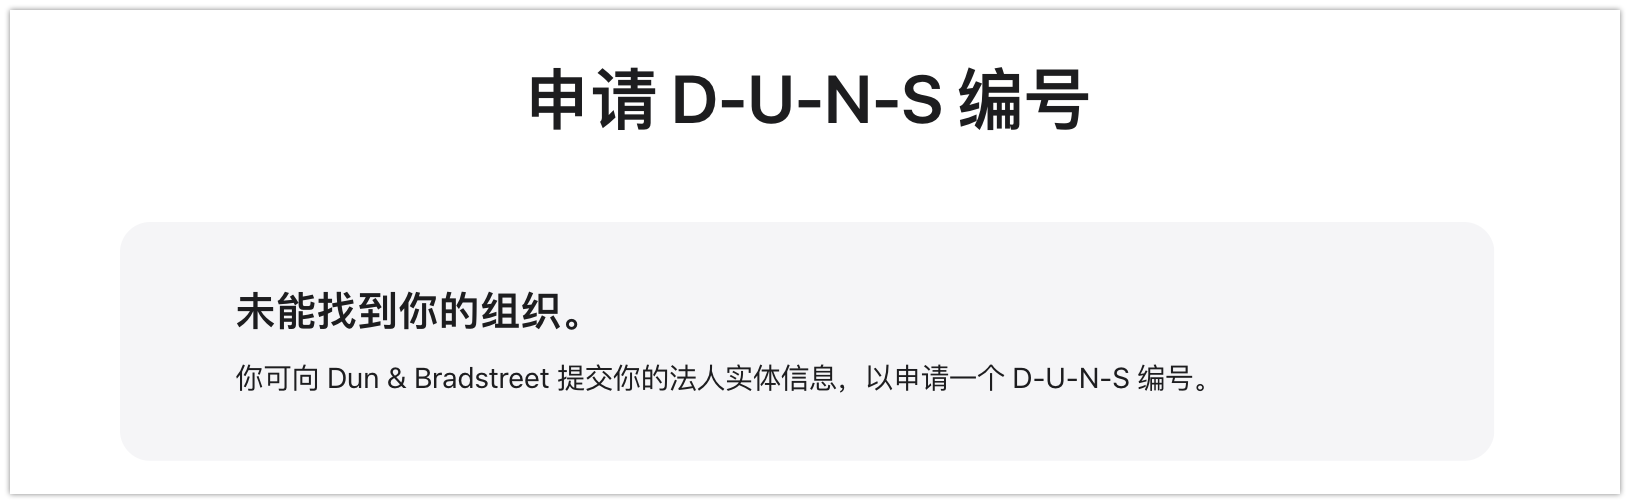 申请 D-U-N-S 编号
未能找到你的组织。
你可向 Dun & Bradstreet 提交你的法人实体信息，以申请一个 D-U-N-S 编号。